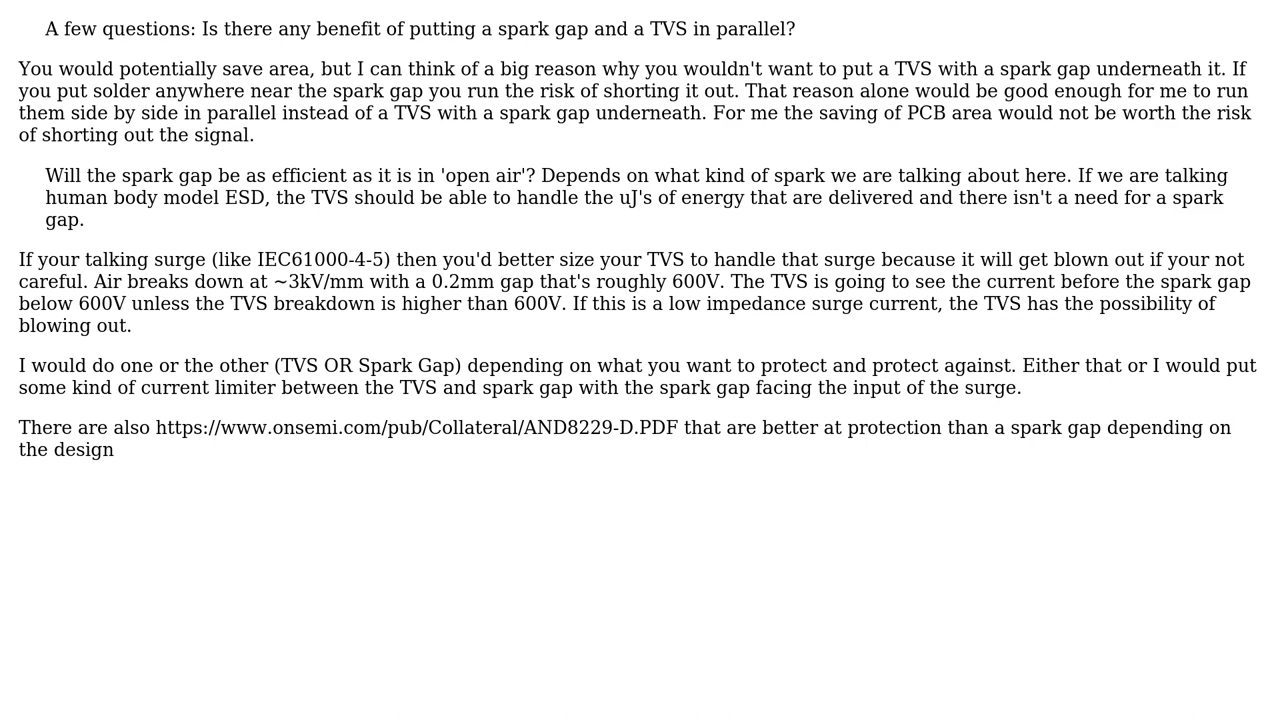 A few questions: Is there any benefit of putting a spark gap and a TVS in parallel?
You would potentially save area, but I can think of a big reason why you wouldn't want to put a TVS with a spark gap underneath it. If
you put solder anywhere near the spark gap you run the risk of shorting it out. That reason alone would be good enough for me to run
them side by side in parallel instead of a TVS with a spark gap underneath. For me the saving of PCB area would not be worth the risk
of shorting out the signal.
Will the spark gap be as efficient as it is in 'open air'? Depends on what kind of spark we are talking about here. If we are talking
human body model ESD, the TVS should be able to handle the uJ's of energy that are delivered and there isn't a need for a spark
gap.
If your talking surge (like IEC61000-4-5) then you'd better size your TVS to handle that surge because it will get blown out if your not
careful. Air breaks down at ~3kV/mm with a 0.2mm gap that's roughly 600V. The TVS is going to see the current before the spark gap
below 600V unless the TVS breakdown is higher than 600V. If this is a low impedance surge current, the TVS has the possibility of
blowing out.
I would do one or the other (TVS OR Spark Gap) depending on what you want to protect and protect against. Either that or I would put
some kind of current limiter between the TVS and spark gap with the spark gap facing the input of the surge.
There are also https://www.onsemi.com/pub/Collateral/AND8229-D.PDF that are better at protection than a spark gap depending on
the design